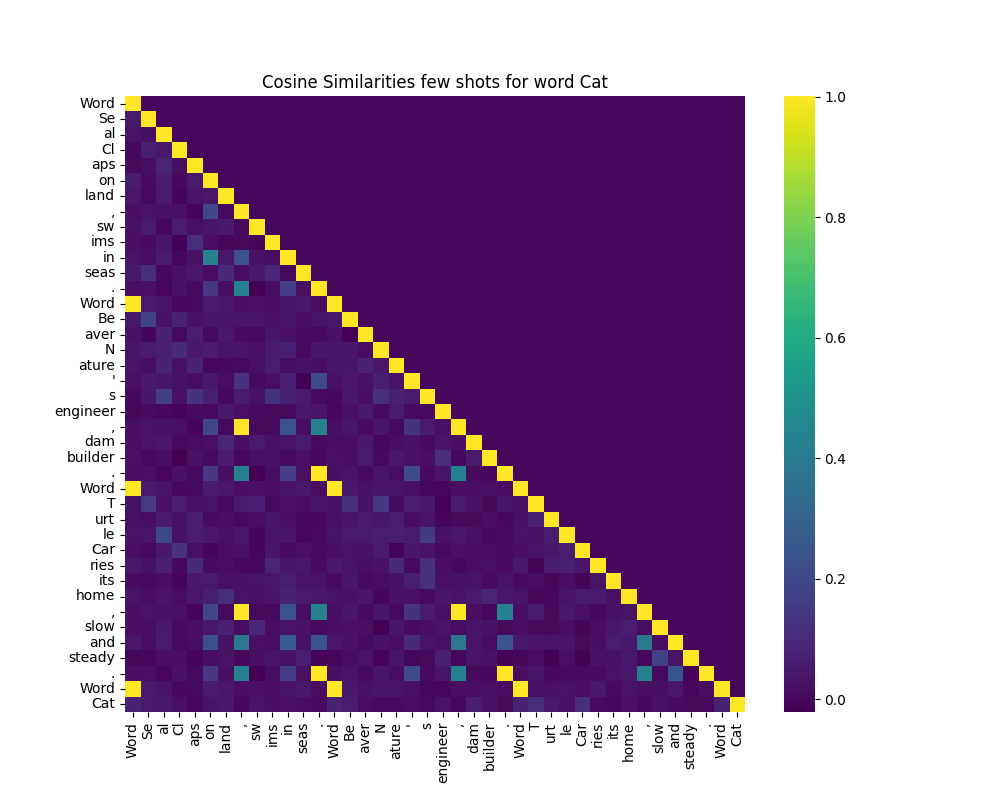 Cosine Similarities few shots for word Cat
Word
Se
al
Cl
aps
on
land
,
sw
ims
in
seas
.
Word
Be
aver
N
ature
'
s
engineer
,
dam
builder
.
Word
T
urt
le
Car
ries
its
home
,
slow
and
steady
.
Word
Cat
Word
Se
al
Cl
aps
on
land
,
sw
ims
in
seas
.
Word
Be
aver
N
ature
'
s
engineer
,
dam
builder
.
Word
T
urt
le
Car
ries
its
home
,
slow
and
steady
.
Word
Cat
1.0
0.8
0.6
0.4
0.2
0.0